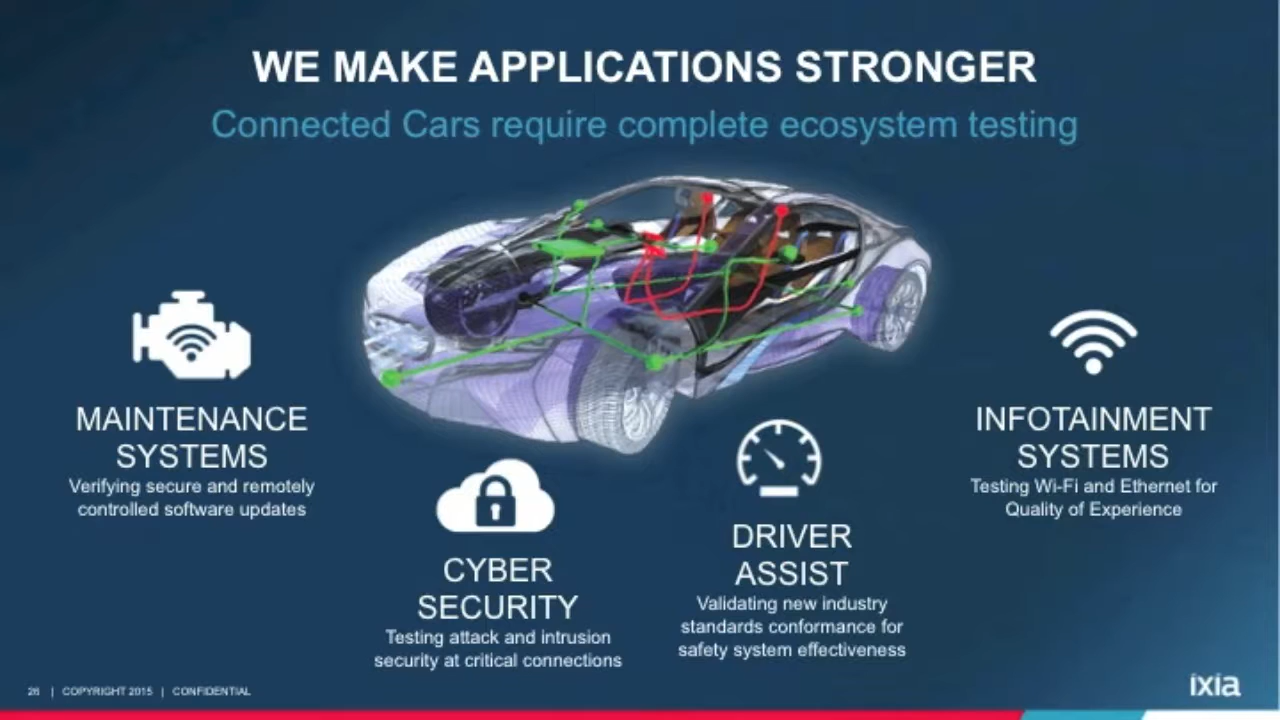 WE MAKE APPLICATIONS STRONGER
Connected Cars require complete ecosystem testing
MAINTENANCE
SYSTEMS
Verifying secure and remotely
controlled software updates
CYBER
SECURITY
Testing attack and intrusion
security at critical connections
DRIVER
ASSIST
Validating new industry
standards conformance for
safety system effectiveness
INFOTAINMENT
SYSTEMS
Testing Wi-Fi and Ethernet for
Quality of Experience
26 | COPYRIGHT 2015 | CONFIDENTIAL
ixia